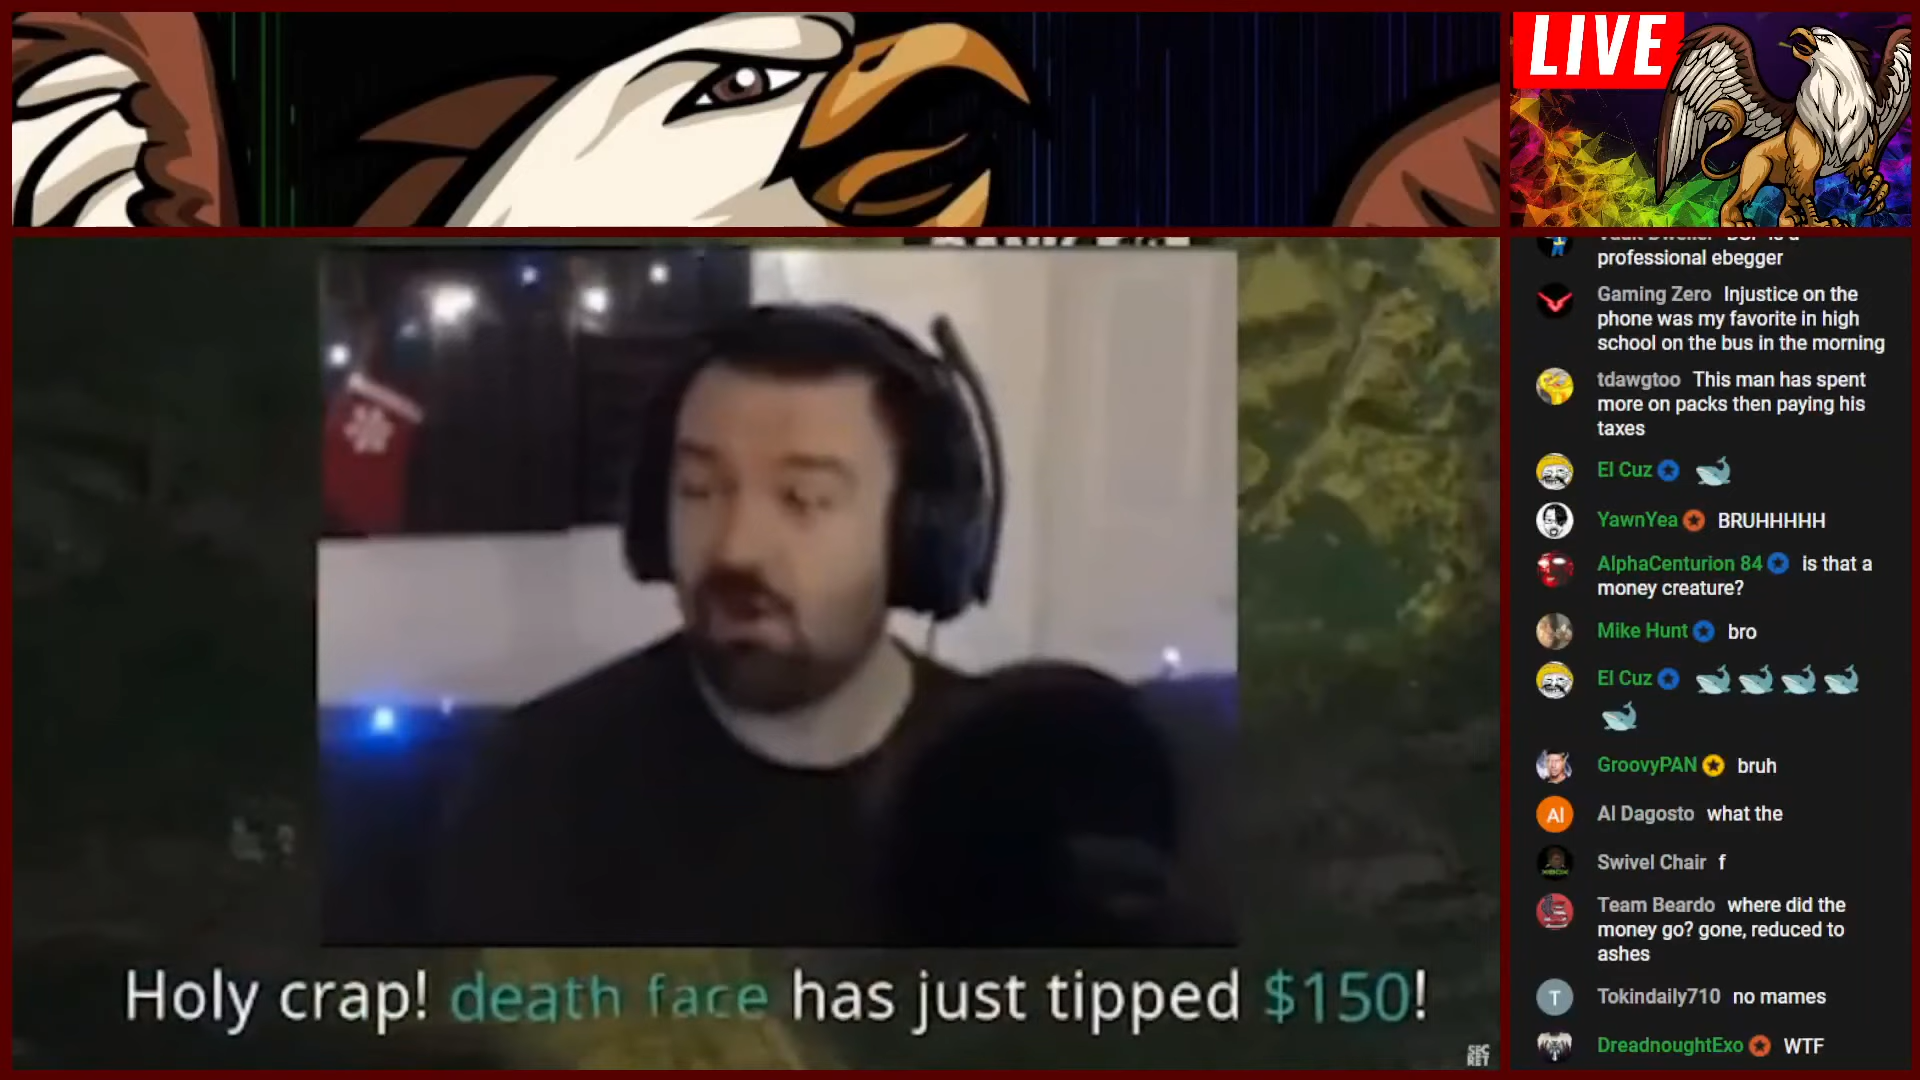 LIVE
professional ebegger
Gaming Zero Injustice on the
phone was my favorite in high
school on the bus in the morning
tdawgtoo This man has spent
more on packs then paying his
taxes
El Cuz
YawnYea BRUHHHHH
AlphaCenturion 84 is that a
money creature?
Mike Hunt bro
El Cuz
GroovyPAN bruh
AI
Al Dagosto what the
Swivel Chair f
Team Beardo where did the
money go? gone, reduced to
ashes
T
Tokindaily710 no mames
DreadnoughtExo WTF
Holy crap! death face has just tipped $150!
SEC
RET